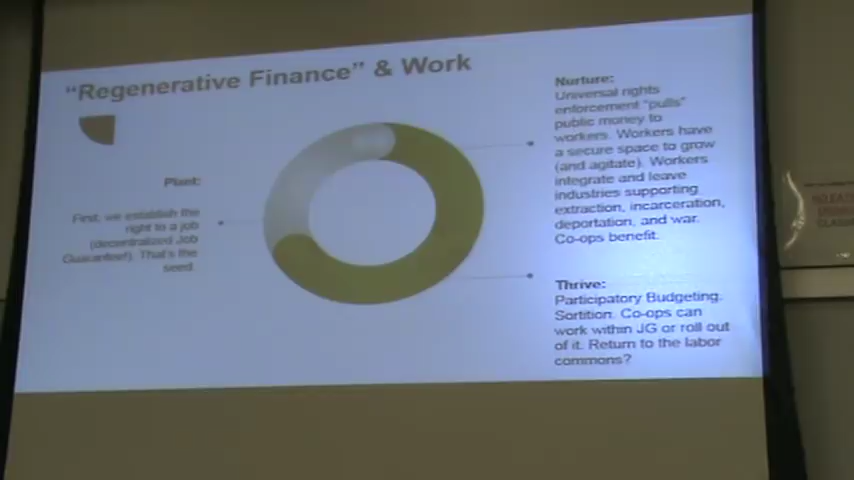 "Regenerative Finance" & Work
Plant:
First, we establish the
right to a job
(decentralized Job
Guarantee!). That's the
seed.
Nurture:
Universal rights
enforcement "pulls"
public money to
workers. Workers have
a secure space to grow
(and agitate). Workers
integrate and leave
industries supporting
extraction, incarceration,
deportation, and war.
Co-ops benefit.
Thrive:
Participatory Budgeting.
Sortition. Co-ops can
work within JG or roll out
of it. Return to the labor
commons?